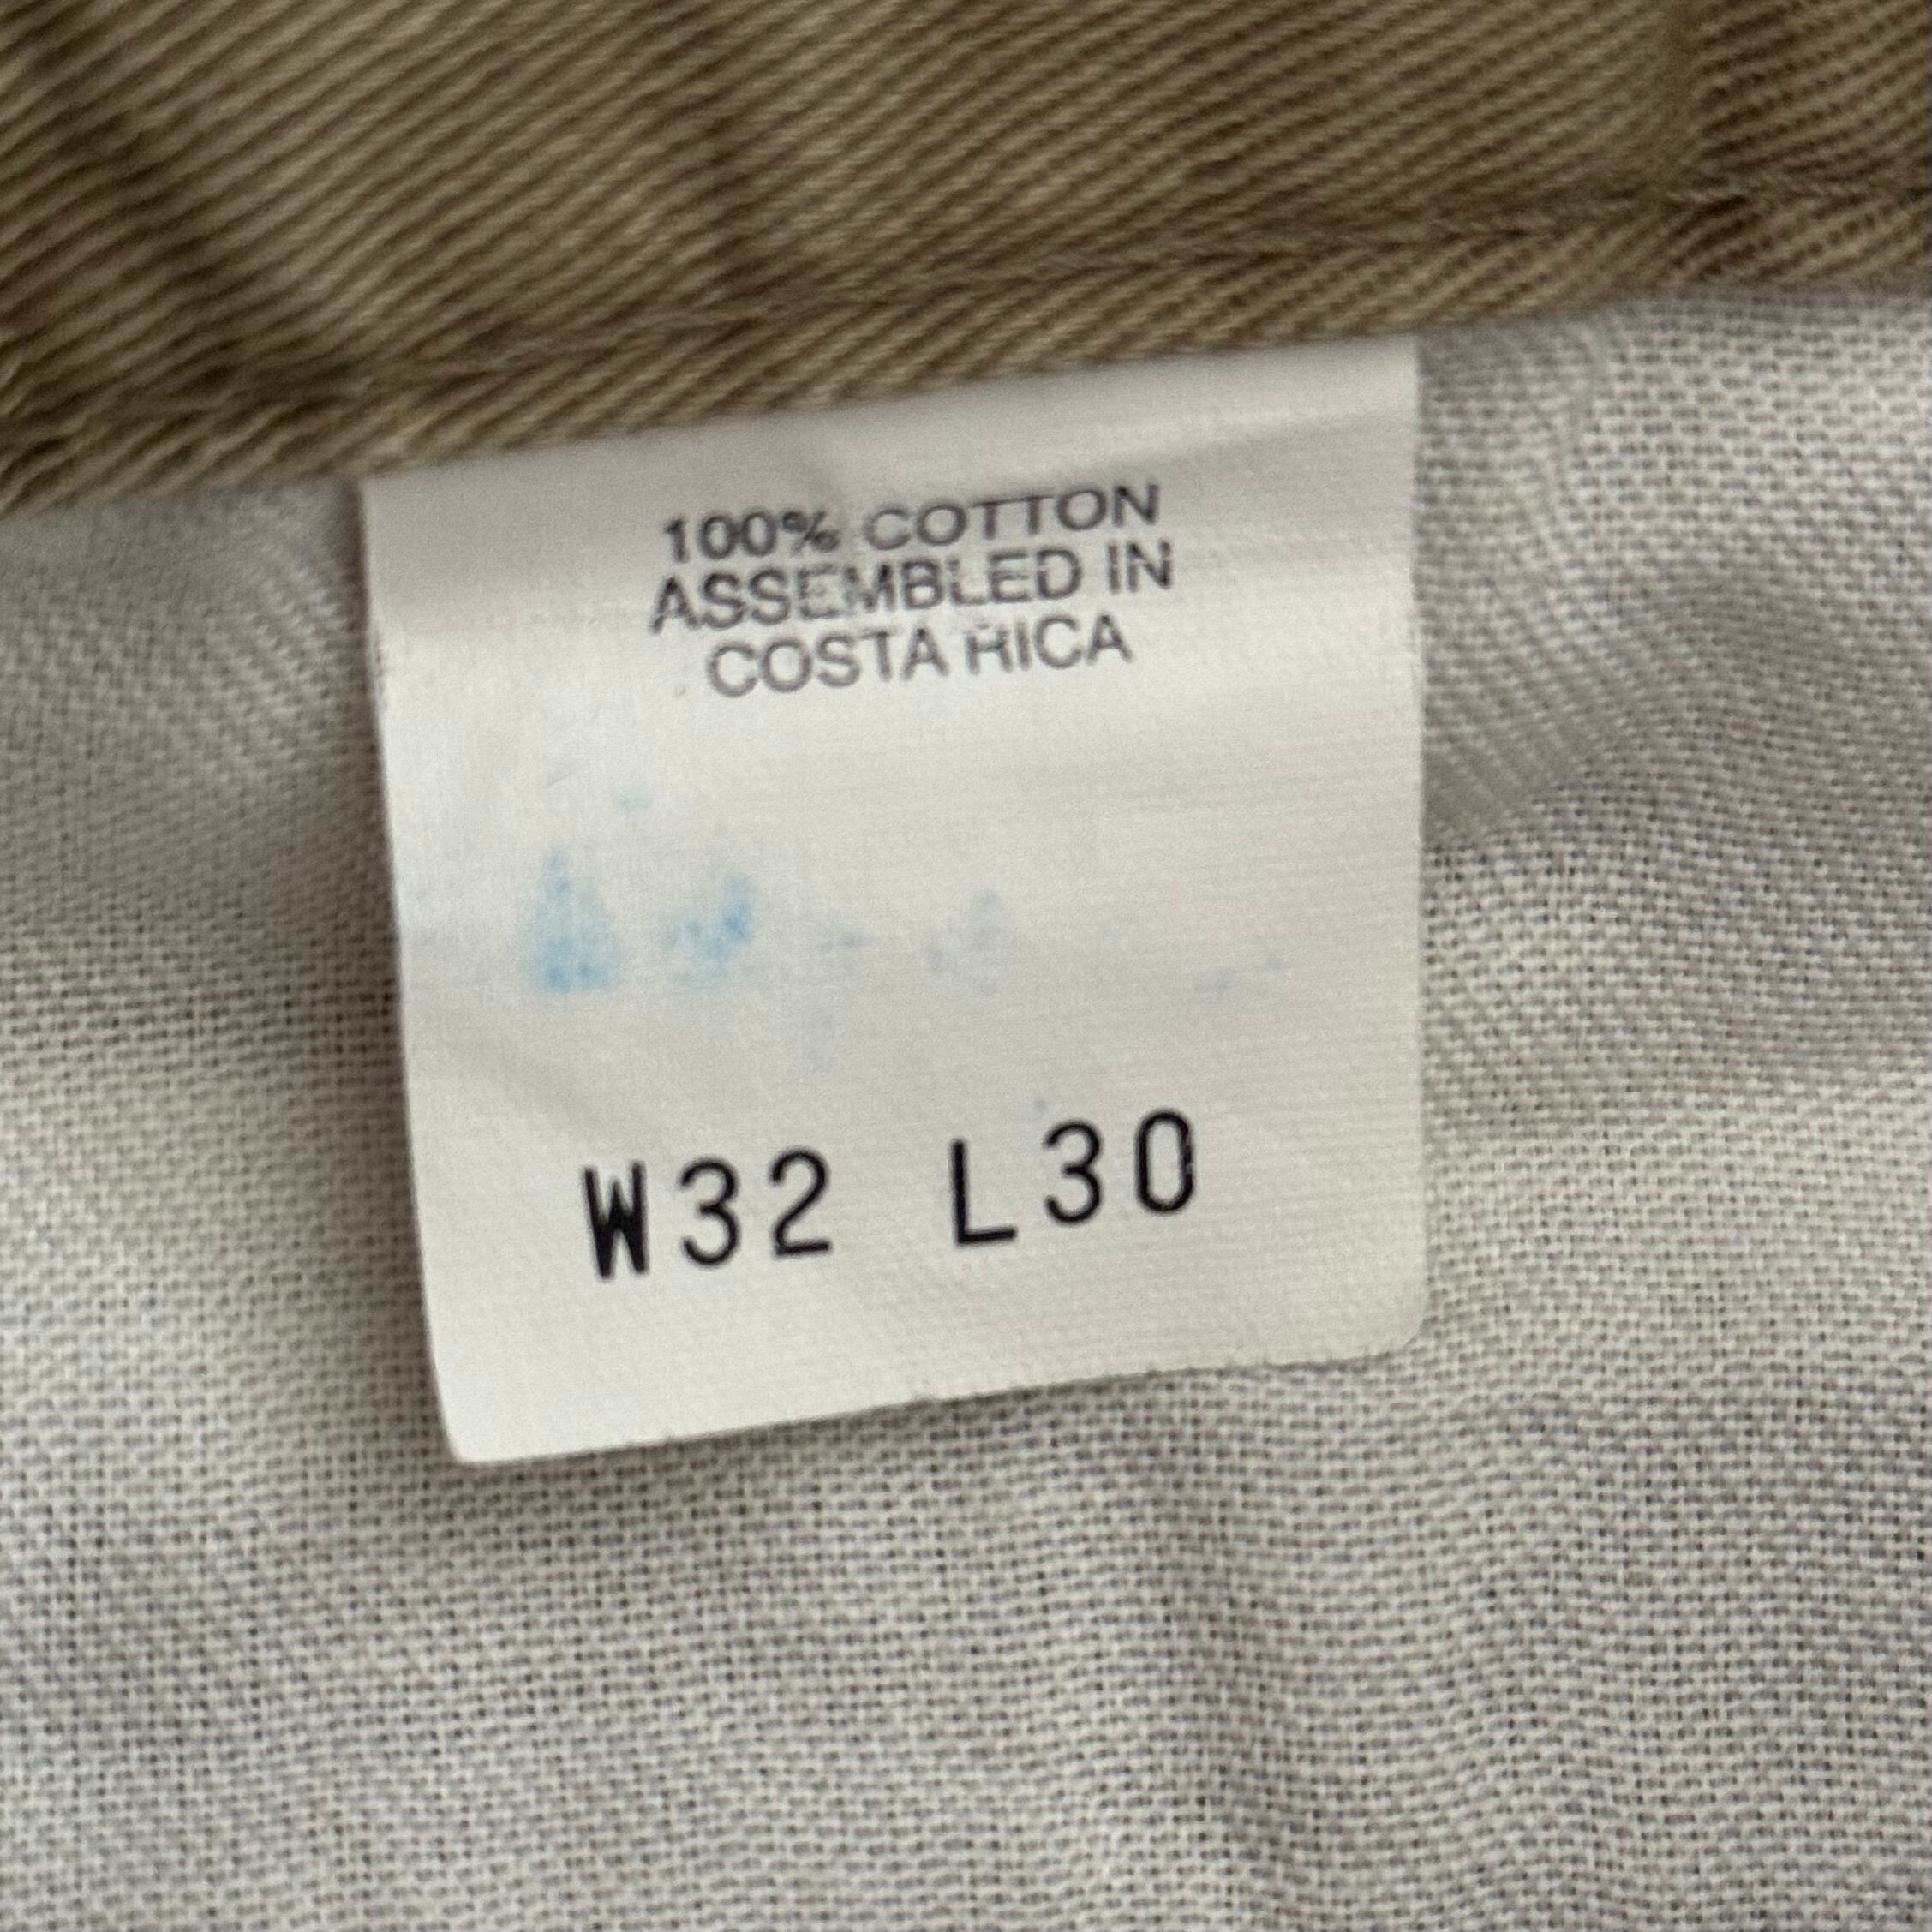 100% COTTON
ASSEMBLED IN
COSTA RICA
W32 L30